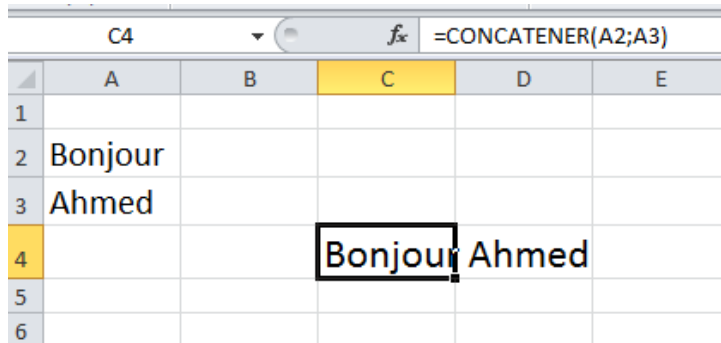 C4 fx =CONCATENER(A2;A3)
A B C D E
1
2 Bonjour
3 Ahmed
4 Bonjour Ahmed
5
6